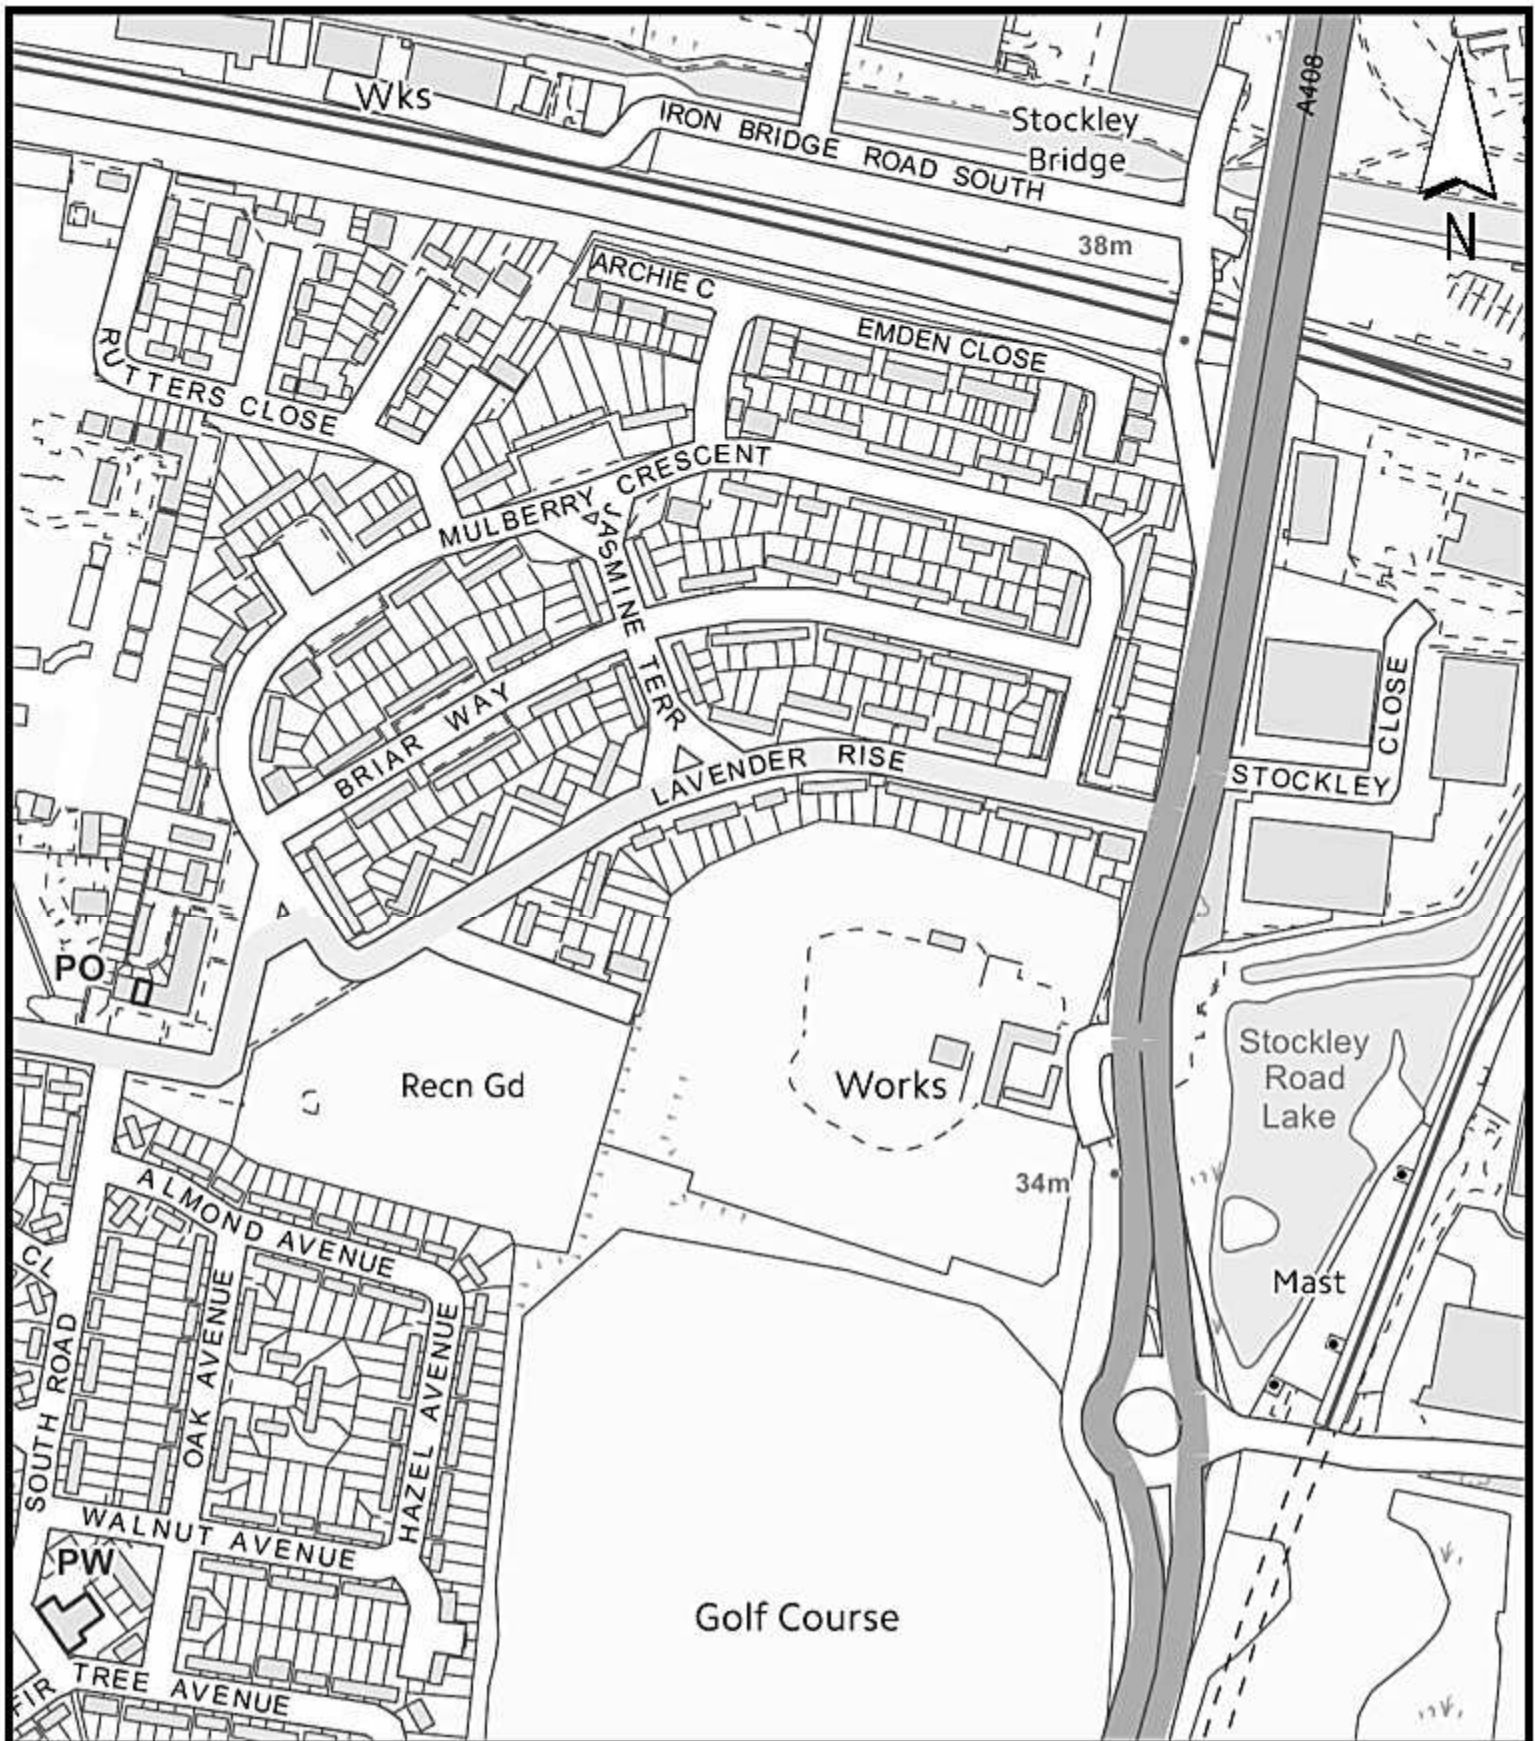 A408
Wks
IRON BRIDGE ROAD SOUTH
Stockley
Bridge
N
38m
ARCHIE C
EMDEN CLOSE
RUTTERS CLOSE
MULBERRY CRESCENT
JASMINE TERR
BRIAR WAY
LAVENDER RISE
STOCKLEY CLOSE
PO
Recn Gd
Works
Stockley
Road
Lake
34m
ALMOND AVENUE
CL
Mast
SOUTH ROAD
OAK AVENUE
HAZEL AVENUE
WALNUT AVENUE
PW
Golf Course
FIR TREE AVENUE